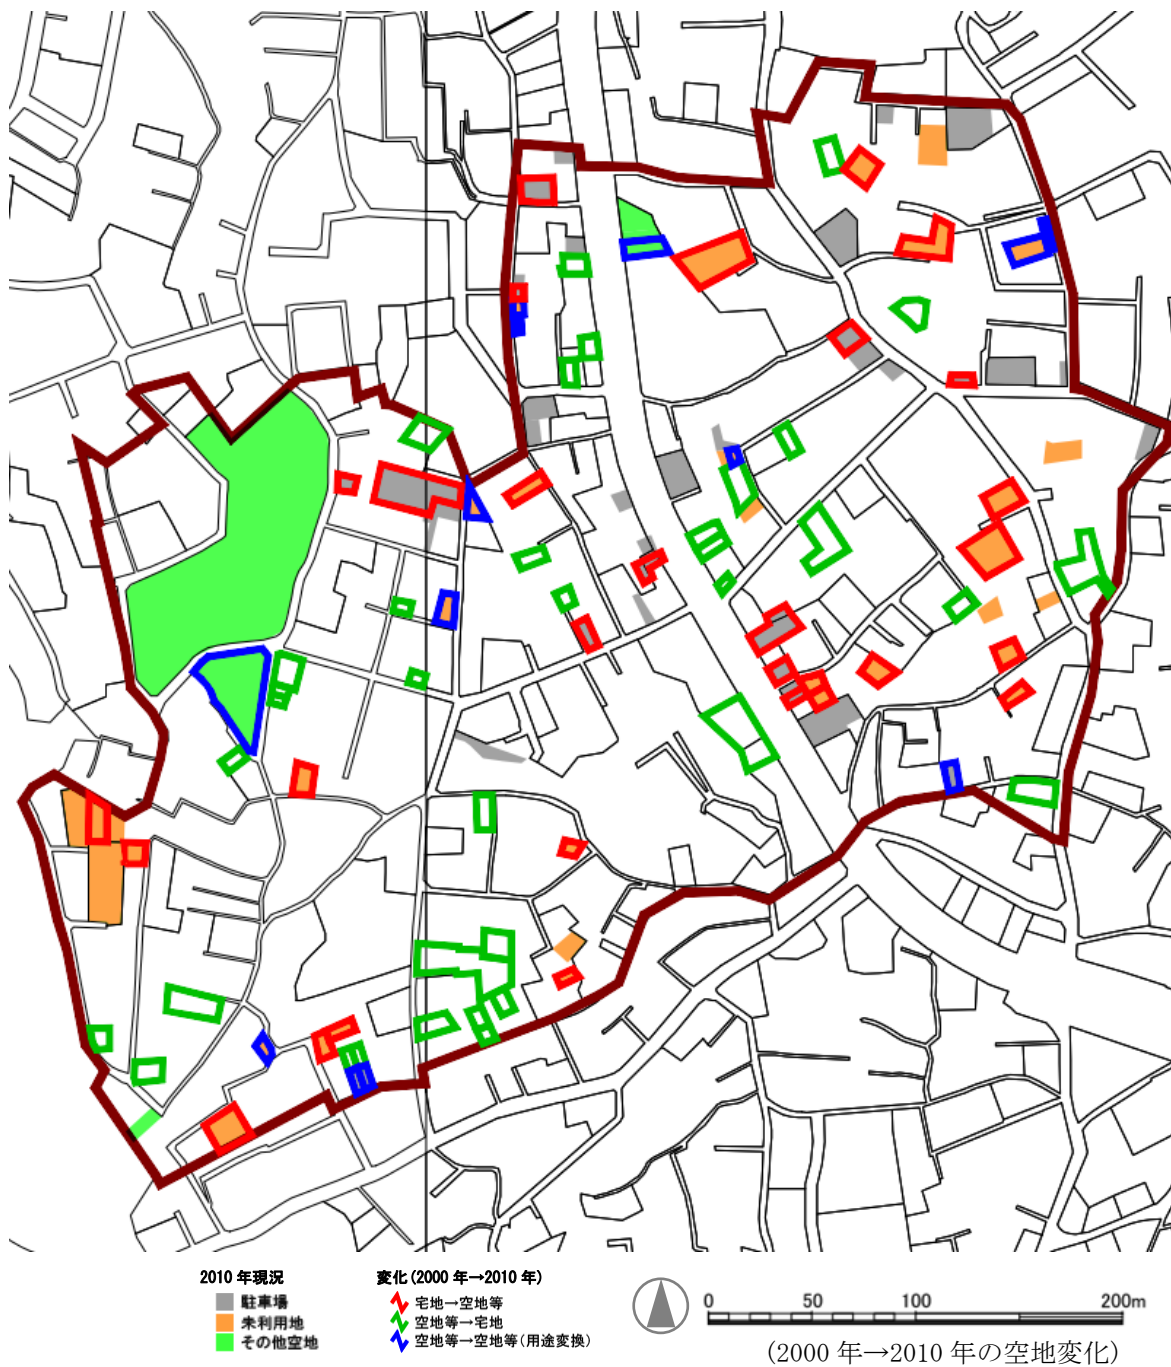 2010 年現況
駐車場
未利用地
その他空地
変化(2000 年→2010 年)
宅地→空地等
空地等→宅地
空地等→空地等(用途変換)
0 50 100 200m
(2000 年→2010 年の空地変化)